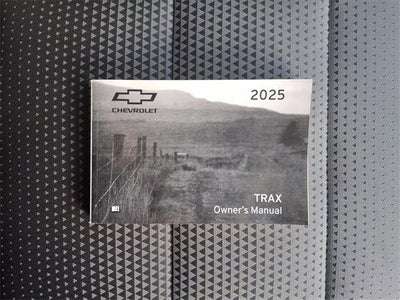 CHEVROLET
2025
TRAX
Owner's Manual